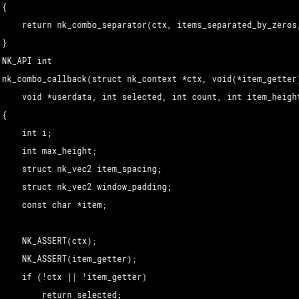 {
return nk_combo_separator(ctx, items_separated_by_zeros,
}
NK_API int
nk_combo_callback(struct nk_context *ctx, void(*item_getter)
void *userdata, int selected, int count, int item_height
{
int i;
int max_height;
struct nk_vec2 item_spacing;
struct nk_vec2 window_padding;
const char *item;
NK_ASSERT(ctx);
NK_ASSERT(item_getter);
if (!ctx || !item_getter)
return selected;